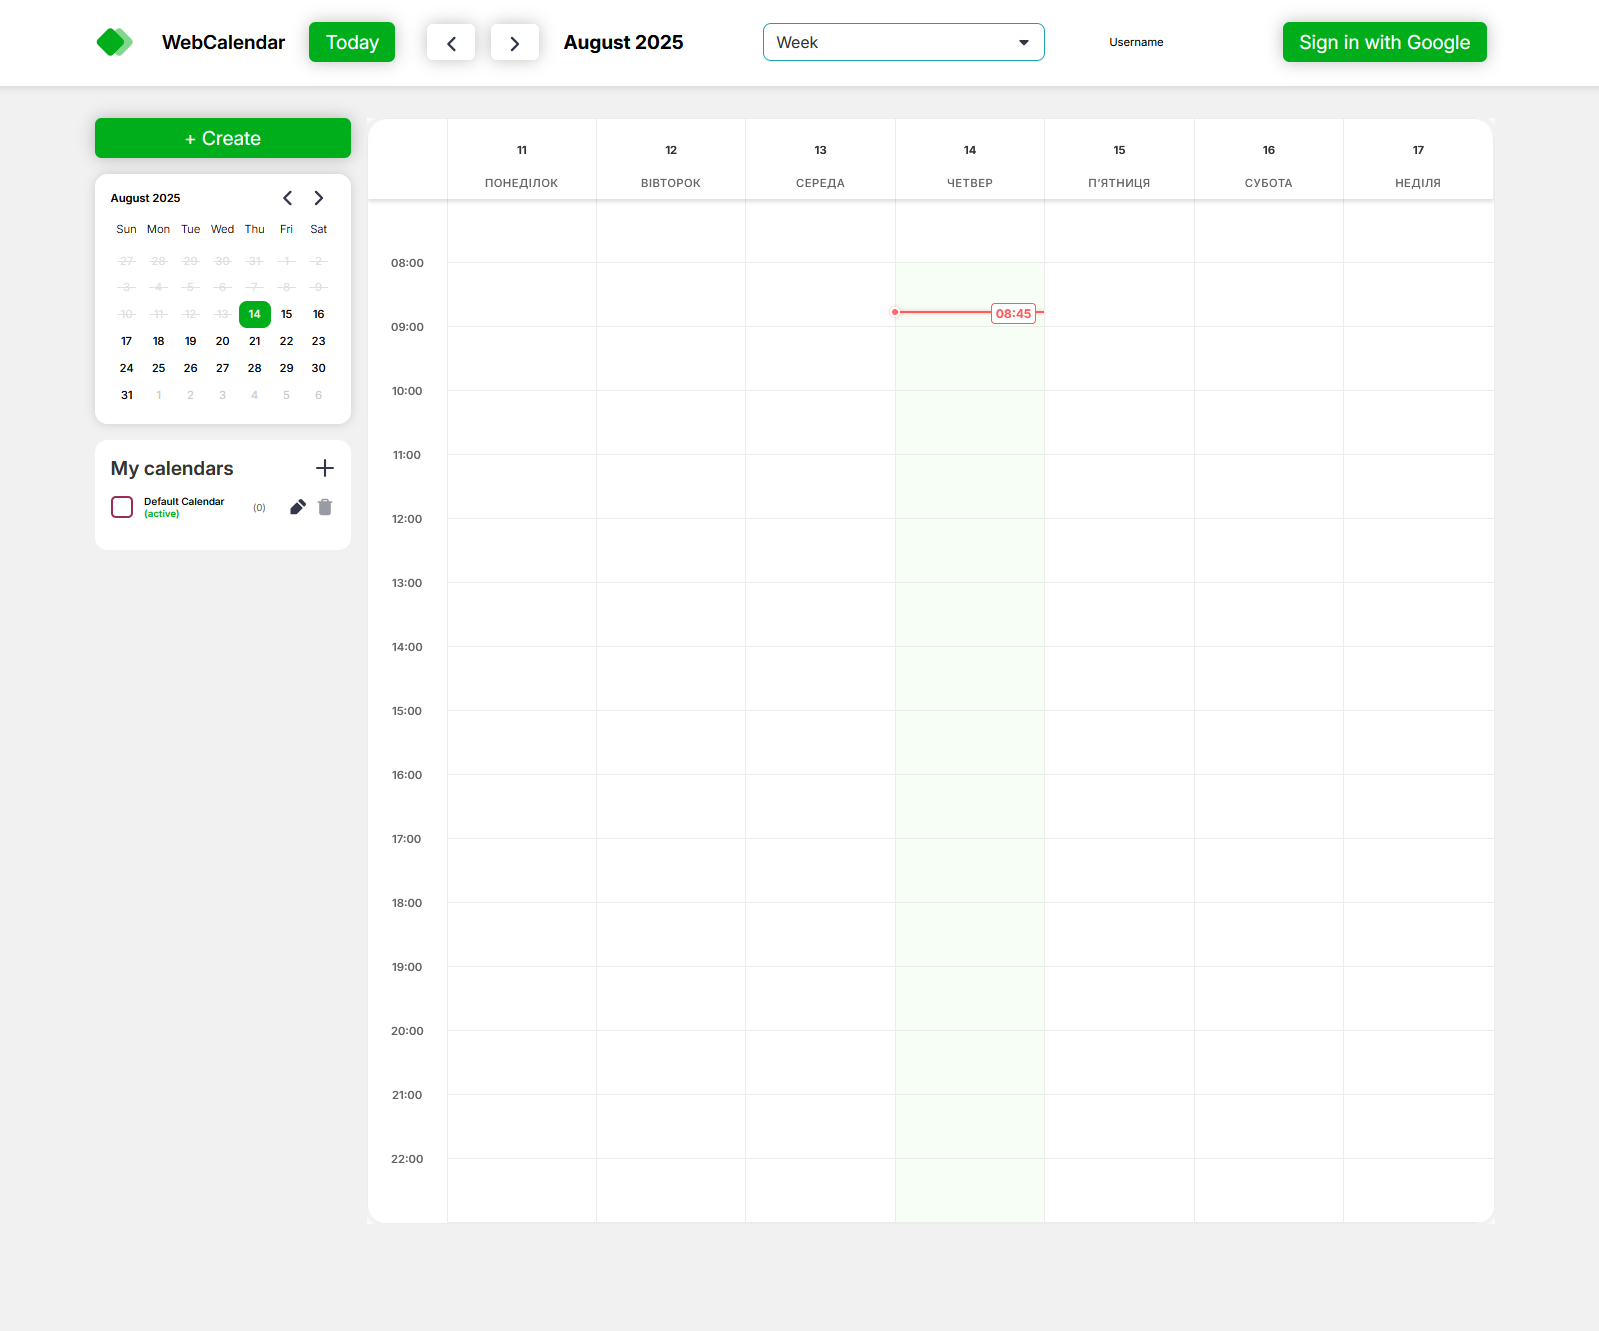 WebCalendar Today August 2025 Week Username Sign in with Google
+ Create
August 2025
Sun Mon Tue Wed Thu Fri Sat
27 28 29 30 31 1 2
3 4 5 6 7 8 9
10 11 12 13 14 15 16
17 18 19 20 21 22 23
24 25 26 27 28 29 30
31 1 2 3 4 5 6
My calendars
Default Calendar (0)
(active)
11 12 13 14 15 16 17
ПОНЕДІЛОК ВІВТОРОК СЕРЕДА ЧЕТВЕР П'ЯТНИЦЯ СУБОТА НЕДІЛЯ
08:00
08:45
09:00
10:00
11:00
12:00
13:00
14:00
15:00
16:00
17:00
18:00
19:00
20:00
21:00
22:00